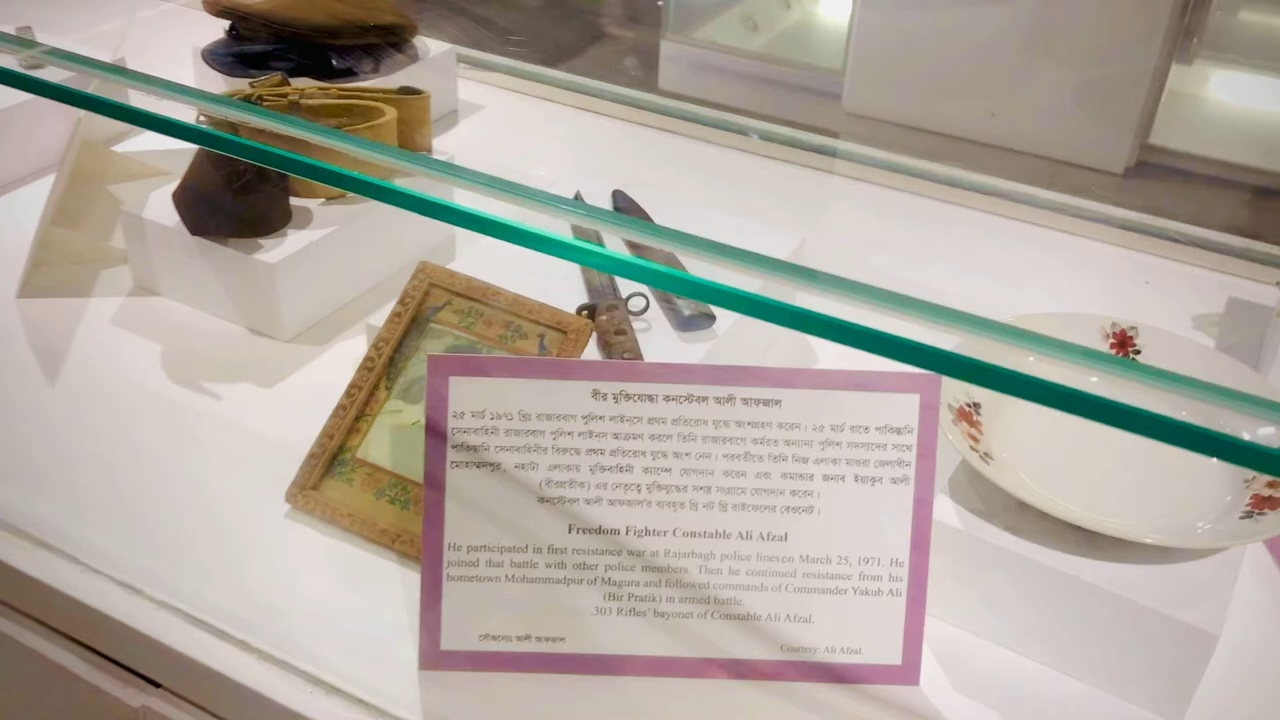 বীর মুক্তিযোদ্ধা কনস্টেবল আলী আফজাল
২৫ মার্চ ১৯৭১ খ্রিঃ রাজারবাগ পুলিশ লাইন্‌সে প্রথম প্রতিরোধ যুদ্ধে অংশগ্রহণ করেন। ২৫ মার্চ রাতে পাকিস্তানি
সেনাবাহিনী রাজারবাগ পুলিশ লাইন্‌স আক্রমণ করলে তিনি রাজারবাগে কর্মরত অন্যান্য পুলিশ সদস্যদের সাথে
পাকিস্তানি সেনাবাহিনীর বিরুদ্ধে প্রথম প্রতিরোধ যুদ্ধে অংশ নেন। পরবর্তীতে তিনি নিজ এলাকা মাগুরা জেলাধীন
মোহাম্মদপুর, নহাটা এলাকায় মুক্তিবাহিনী ক্যাম্পে যোগদান করেন এবং কমান্ডার জনাব ইয়াকুব আলী
(বীরপ্রতীক) এর নেতৃত্বে মুক্তিযুদ্ধের সশস্ত্র সংগ্রামে যোগদান করেন।
কনস্টেবল আলী আফজাল'র ব্যবহৃত থ্রি নট থ্রি রাইফেলের বেওনেট।
Freedom Fighter Constable Ali Afzal
He participated in first resistance war at Rajarbagh police lines on March 25, 1971. He
joined that battle with other police members. Then he continued resistance from his
hometown Mohammadpur of Magura and followed commands of Commander Yakub Ali
(Bir Pratik) in armed battle.
.303 Rifles' bayonet of Constable Ali Afzal.
সৌজন্যেঃ আলী আফজাল
Courtesy: Ali Afzal.